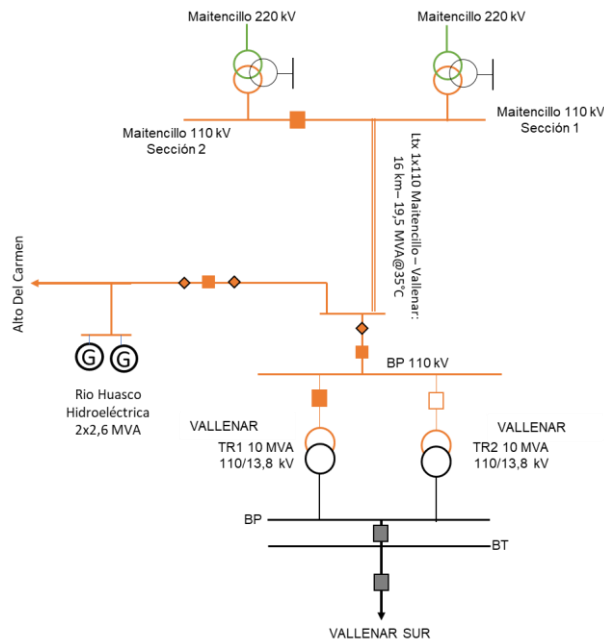 Maitencillo 220 kV
Maitencillo 220 kV
Maitencillo 110 kV
Sección 2
Maitencillo 110 kV
Sección 1
Ltx 1x110 Maitencillo – Vallenar:
16 km– 19,5 MVA@35°C
Alto Del Carmen
G
G
Rio Huasco
Hidroeléctrica
2x2,6 MVA
BP 110 kV
VALLENAR
TR1 10 MVA
110/13,8 kV
VALLENAR
TR2 10 MVA
110/13,8 kV
BP
BT
VALLENAR SUR